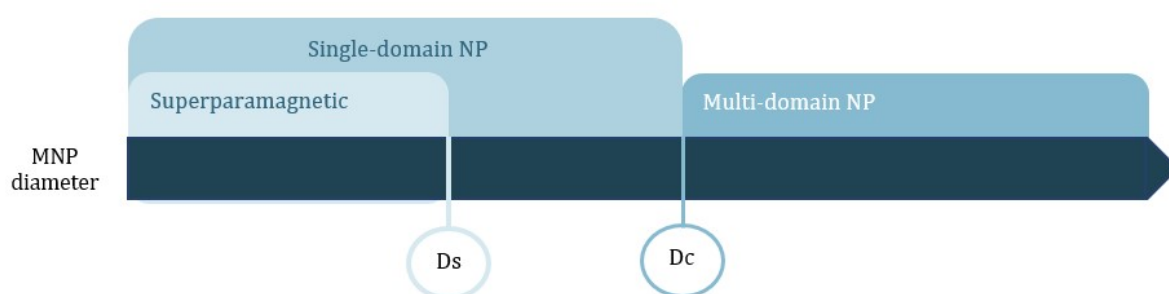 Single-domain NP
Superparamagnetic
Multi-domain NP
MNP
diameter
Ds
Dc